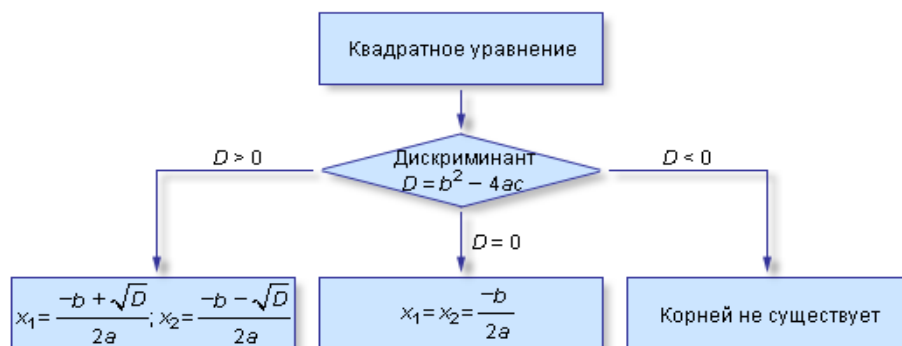 Квадратное уравнение
D > 0
Дискриминант
D = b² − 4ac
D < 0
D = 0
x₁ = (−b + √D)/2a; x₂ = (−b − √D)/2a
x₁ = x₂ = −b/2a
Корней не существует